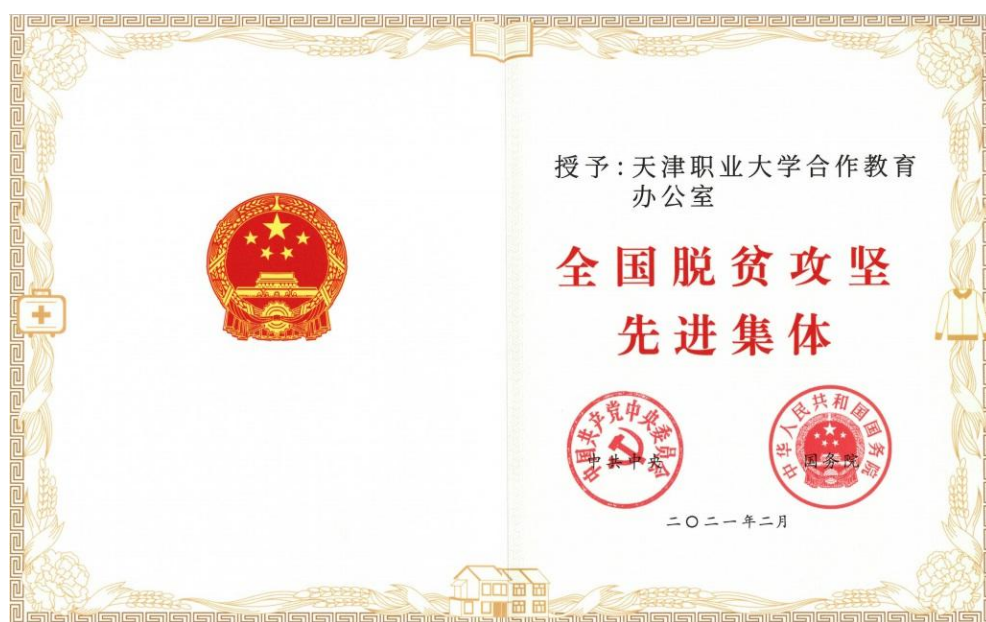 授予:天津职业大学合作教育
办公室
全国脱贫攻坚
先进集体
中国共产党中央委员会
中共中央
中华人民共和国国务院
国务院
二〇二一年二月